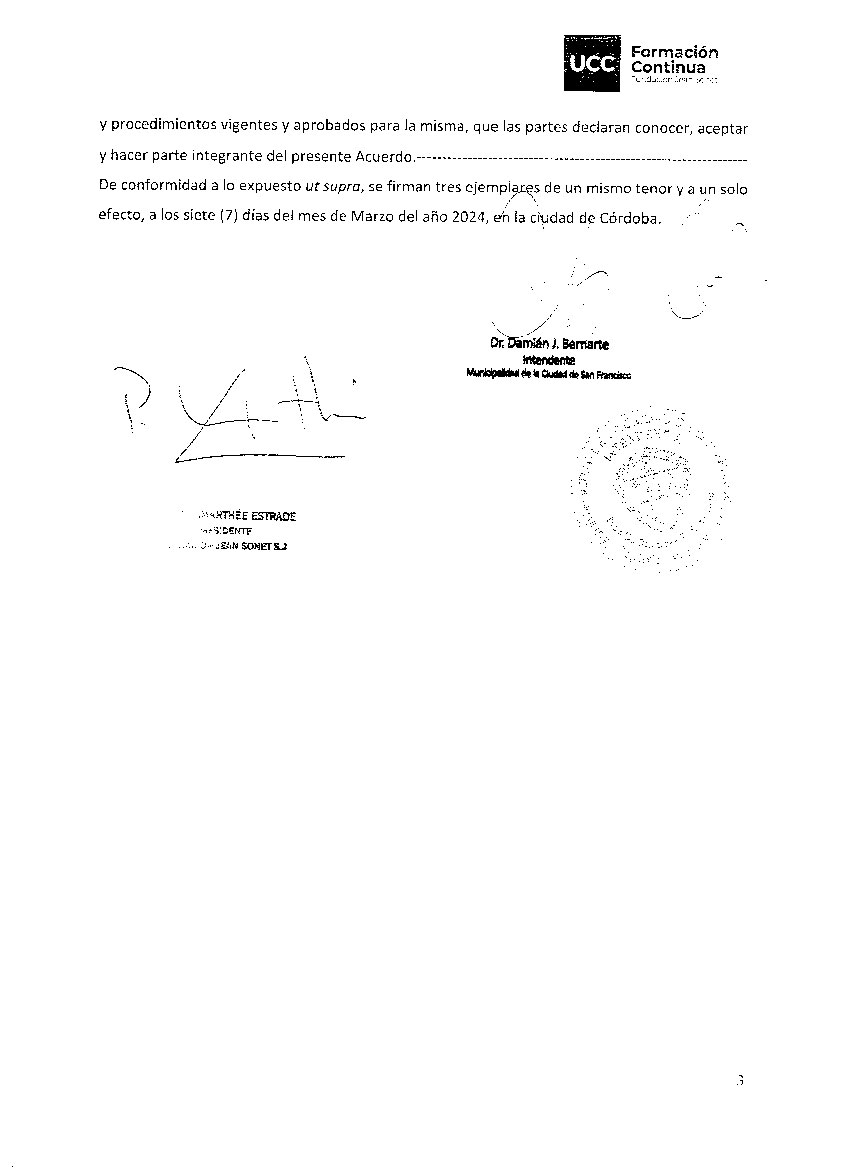 UCC Formación
Continua
y procedimientos vigentes y aprobados para la misma, que las partes declaran conocer, aceptar
y hacer parte integrante del presente Acuerdo.------------------------------------------------------------
De conformidad a lo expuesto ut supra, se firman tres ejemplares de un mismo tenor y a un solo
efecto, a los siete (7) días del mes de Marzo del año 2024, en la ciudad de Córdoba.
Dr. Damián J. Bernarte
Intendente
Municipalidad de la Ciudad de San Francisco
ESTRADE
SONET S.J